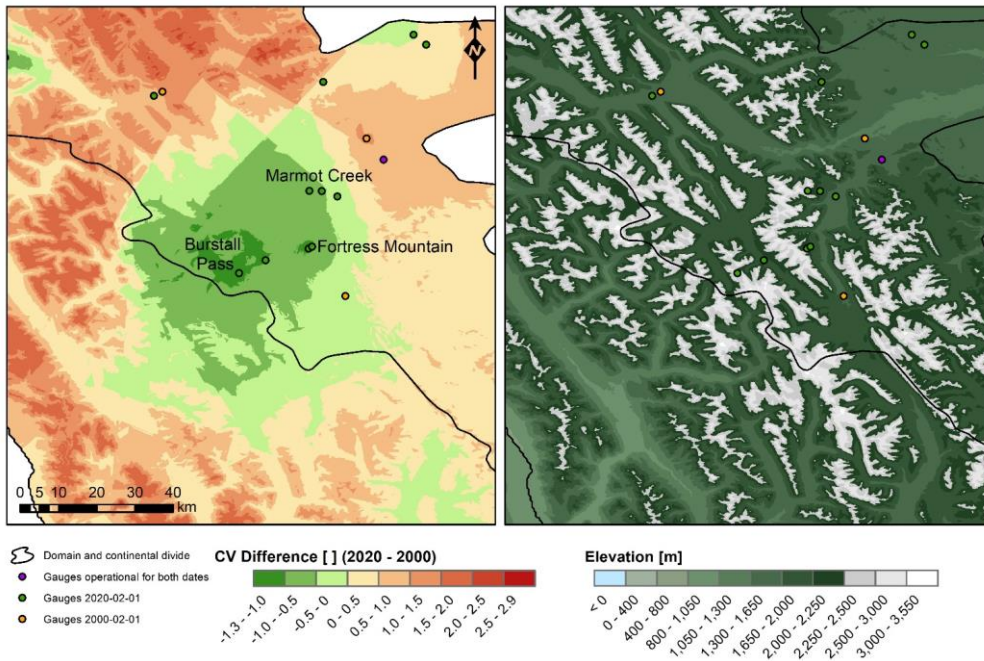 N
Marmot Creek
Burstall
Pass
Fortress Mountain
0 5 10 20 30 40
km
Domain and continental divide
Gauges operational for both dates
Gauges 2020-02-01
Gauges 2000-02-01
CV Difference [ ] (2020 - 2000)
-1.3 - -1.0
-1.0 - -0.5
-0.5 - 0
0 - 0.5
0.5 - 1.0
1.0 - 1.5
1.5 - 2.0
2.0 - 2.5
2.5 - 2.9
Elevation [m]
< 0
0 - 400
400 - 800
800 - 1,050
1,050 - 1,300
1,300 - 1,650
1,650 - 2,000
2,000 - 2,250
2,250 - 2,500
2,500 - 3,000
3,000 - 3,550